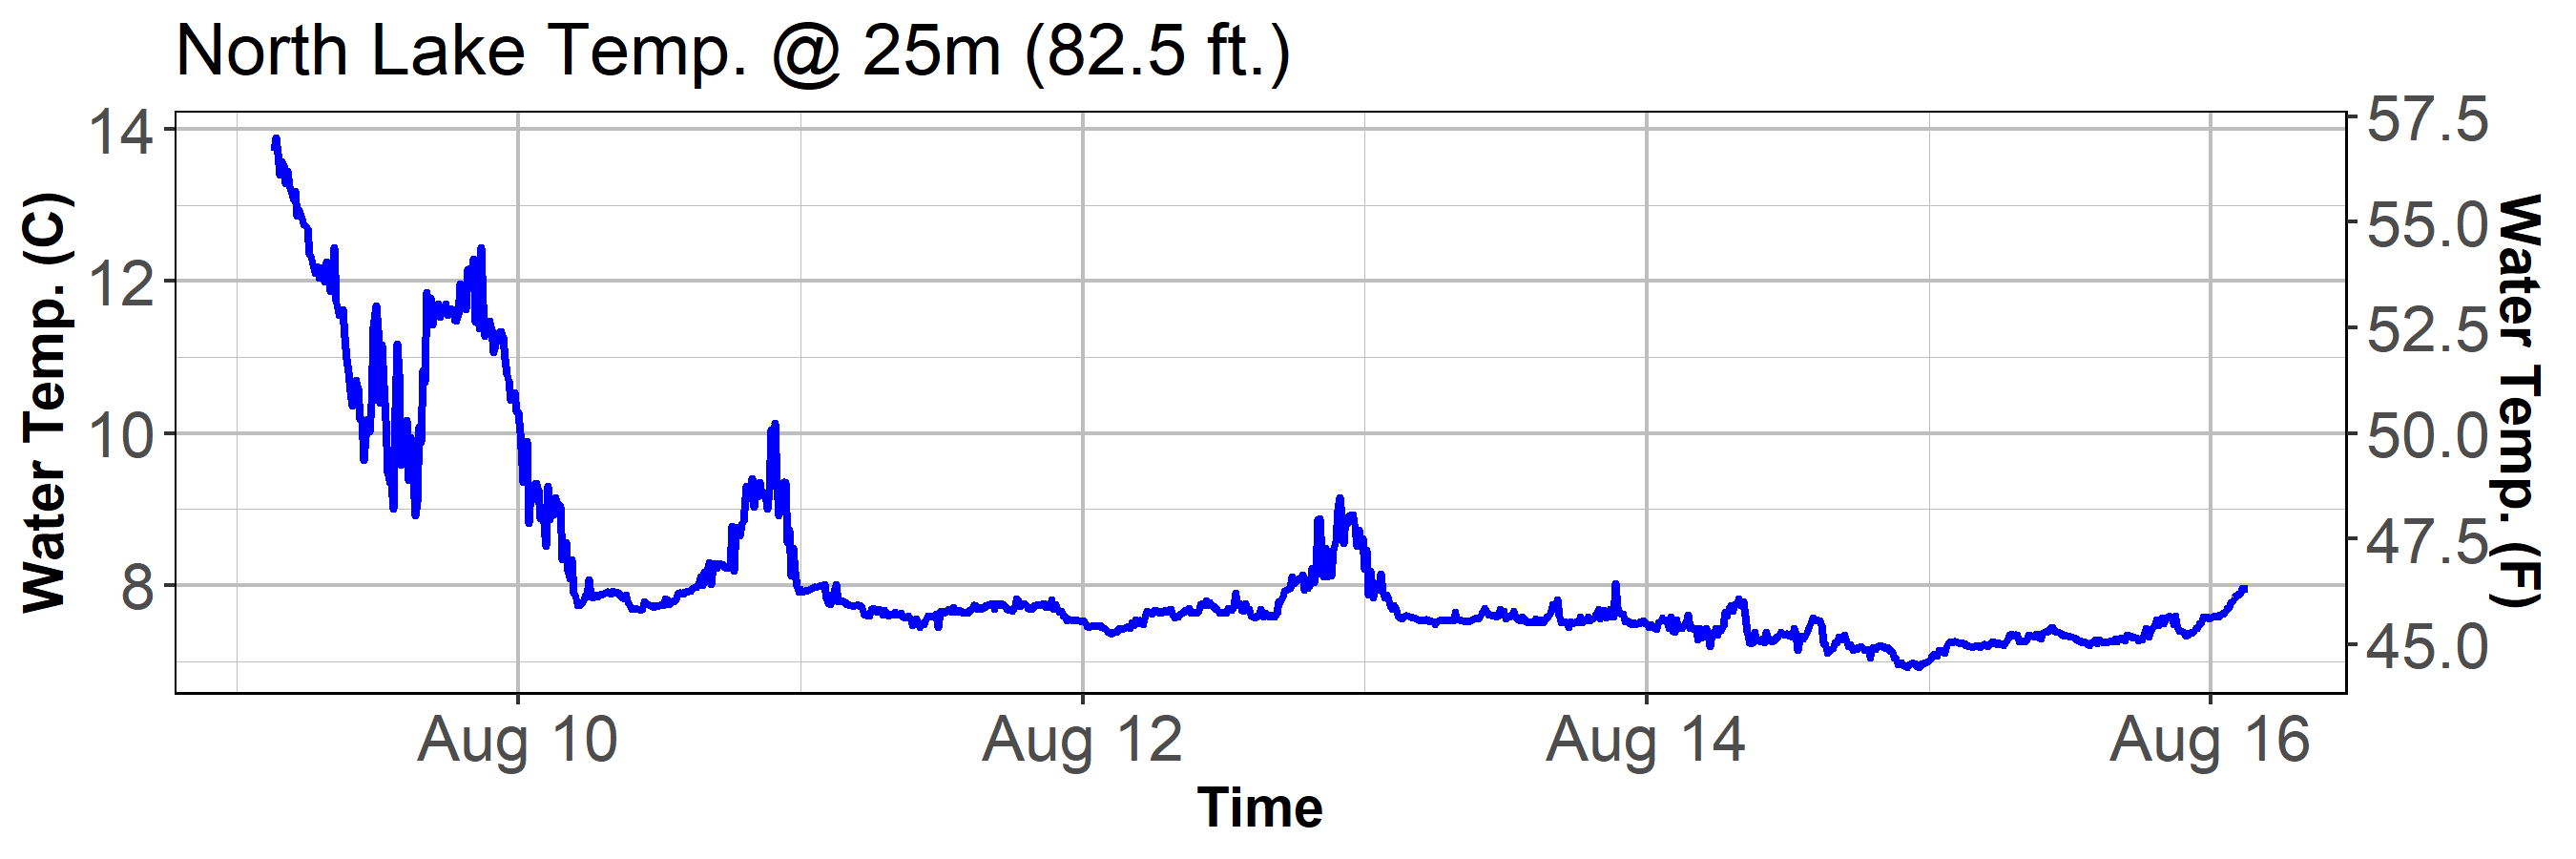 North Lake Temp. @ 25m (82.5 ft.)
Water Temp. (C)
14
12
10
8
57.5
55.0
52.5
50.0
47.5
45.0
Water Temp. (F)
Aug 10 Aug 12 Aug 14 Aug 16
Time